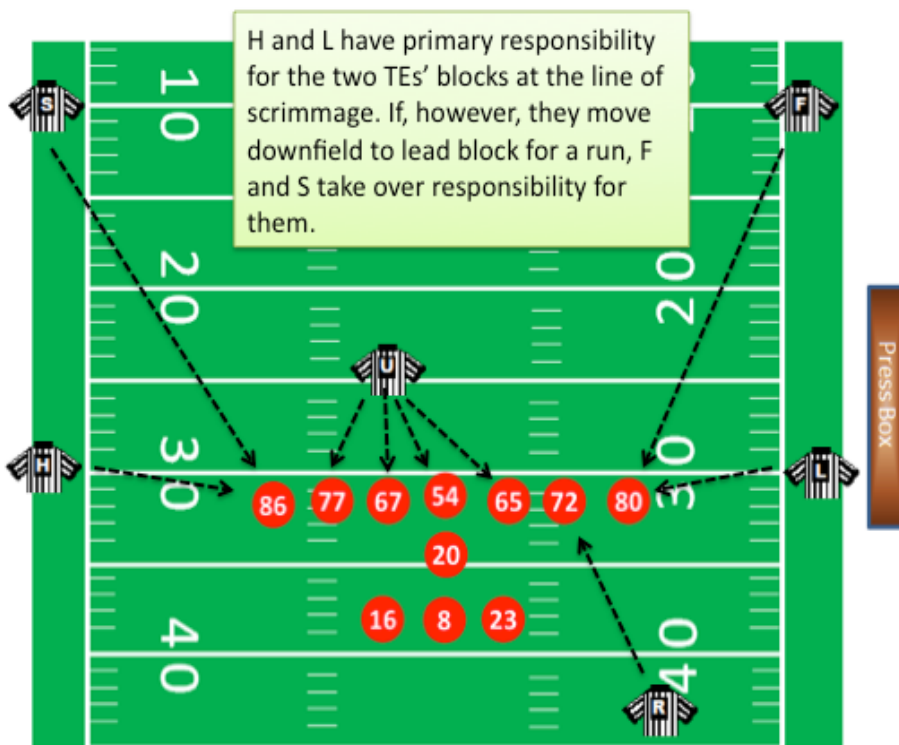 H and L have primary responsibility
for the two TEs' blocks at the line of
scrimmage. If, however, they move
downfield to lead block for a run, F
and S take over responsibility for
them.
S
F
10
20
20
U
Press Box
H
L
30
30
86
77
67
54
65
72
80
20
16
8
23
40
40
R